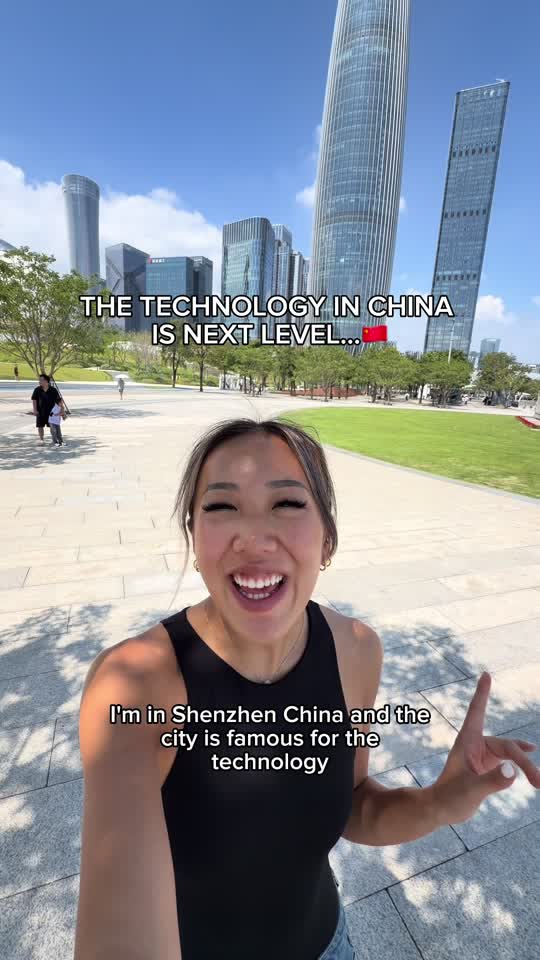 THE TECHNOLOGY IN CHINA
IS NEXT LEVEL...🇨🇳
I'm in Shenzhen China and the
city is famous for the
technology